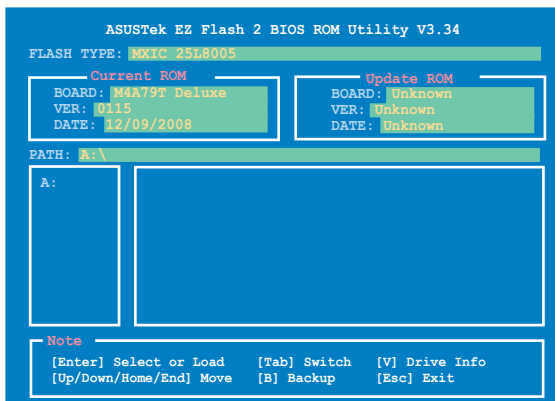 ASUSTek EZ Flash 2 BIOS ROM Utility V3.34
FLASH TYPE: MXIC 25L8005
Current ROM
BOARD: M4A79T Deluxe
VER: 0115
DATE: 12/09/2008
Update ROM
BOARD: Unknown
VER: Unknown
DATE: Unknown
PATH: A:\
A:
Note
[Enter] Select or Load [Tab] Switch [V] Drive Info
[Up/Down/Home/End] Move [B] Backup [Esc] Exit